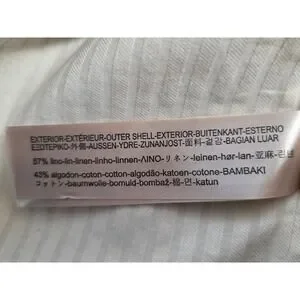 EXTERIOR-EXTÉRIEUR-OUTER SHELL-EXTERIOR-BUITENKANT-ESTERNO
ΕΞΩΤΕΡΙΚΟ-外側-AUSSEN-YDRE-ZUNANJOST-面料-겉감-BAGIAN LUAR
57% lino-lin-linen-linho-linnen-ΛΙΝΟ-リネン-leinen-hør-lan-亚麻-린넨
43% algodon-coton-cotton-algodão-katoen-cotone-ΒΑΜΒΑΚΙ
コットン-baumwolle-bomuld-bombaž-棉-면-katun